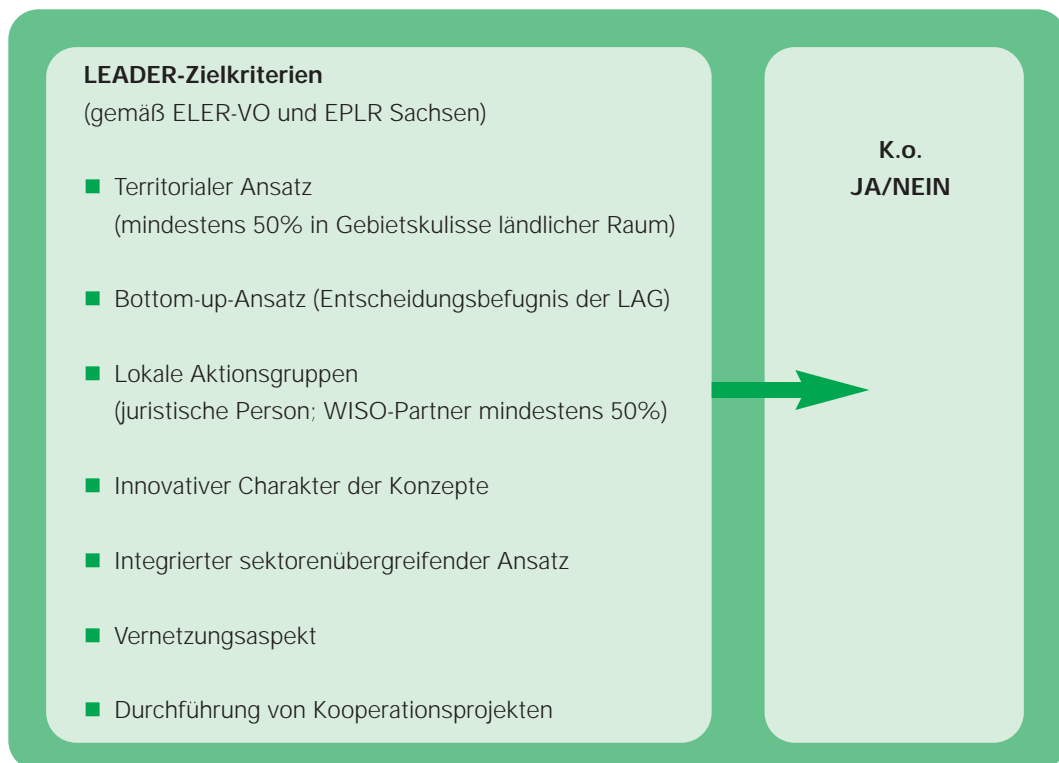 LEADER-Zielkriterien
(gemäß ELER-VO und EPLR Sachsen)
Territorialer Ansatz
(mindestens 50% in Gebietskulisse ländlicher Raum)
Bottom-up-Ansatz (Entscheidungsbefugnis der LAG)
Lokale Aktionsgruppen
(juristische Person; WISO-Partner mindestens 50%)
Innovativer Charakter der Konzepte
Integrierter sektorenübergreifender Ansatz
Vernetzungsaspekt
Durchführung von Kooperationsprojekten
K.o.
JA/NEIN